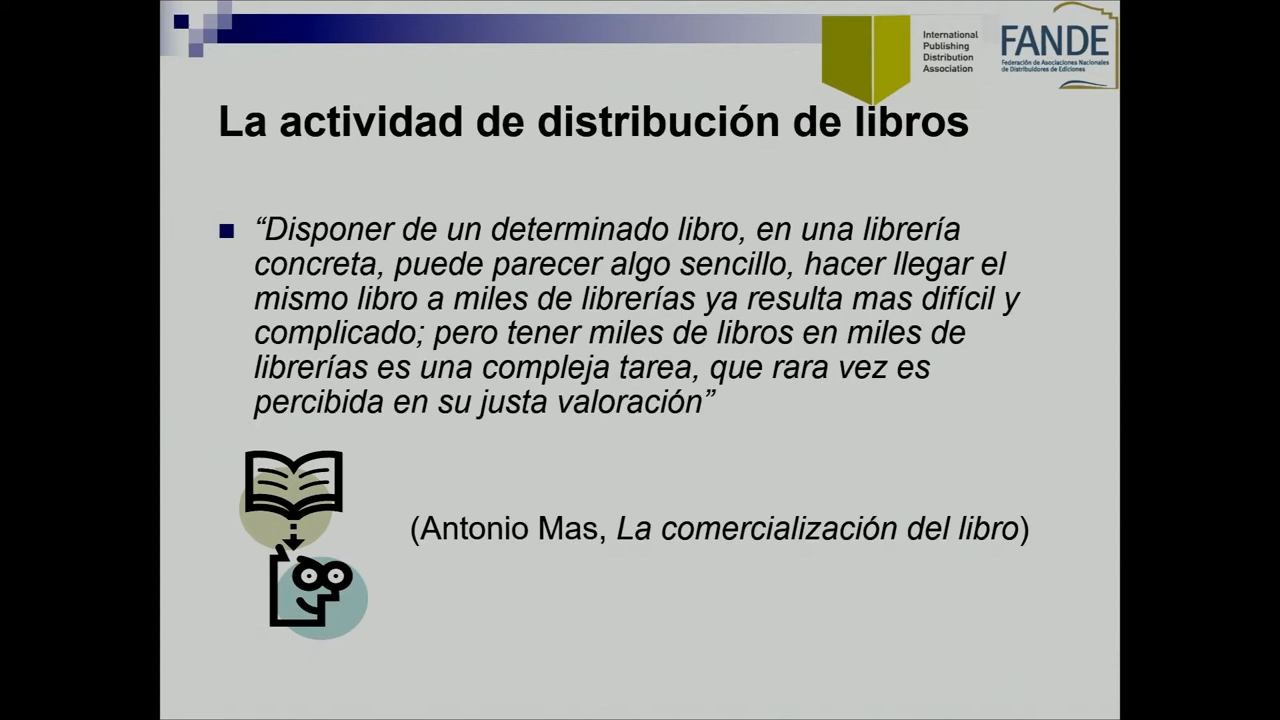 International
Publishing
Distribution
Association
FANDE
Federación de Asociaciones Nacionales
de Distribuidores de Ediciones
La actividad de distribución de libros
“Disponer de un determinado libro, en una librería
concreta, puede parecer algo sencillo, hacer llegar el
mismo libro a miles de librerías ya resulta mas difícil y
complicado; pero tener miles de libros en miles de
librerías es una compleja tarea, que rara vez es
percibida en su justa valoración”
(Antonio Mas, La comercialización del libro)